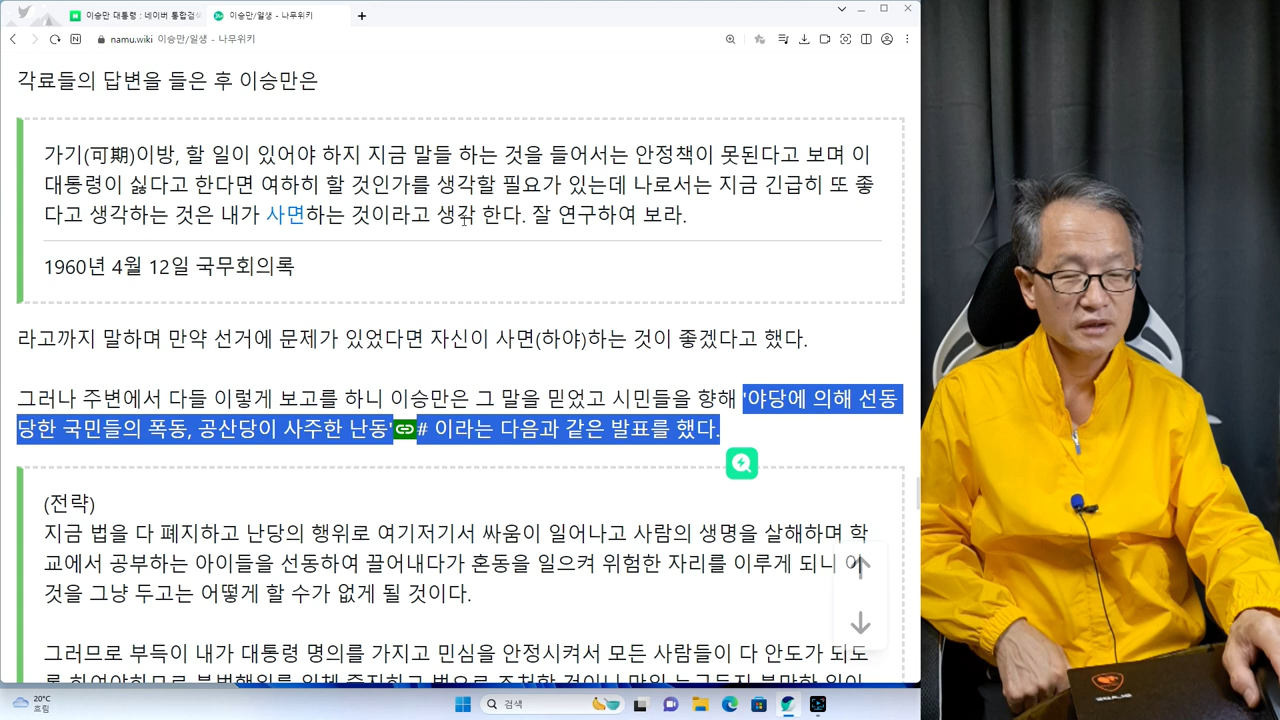 이승만 대통령 : 네이버 통합검색
이승만/일생 - 나무위키
namu.wiki 이승만/일생 - 나무위키
각료들의 답변을 들은 후 이승만은
가기(可期)이방, 할 일이 있어야 하지 지금 말들 하는 것을 들어서는 안정책이 못된다고 보며 이
대통령이 싫다고 한다면 여하히 할 것인가를 생각할 필요가 있는데 나로서는 지금 긴급히 또 좋
다고 생각하는 것은 내가 사면하는 것이라고 생각 한다. 잘 연구하여 보라.
1960년 4월 12일 국무회의록
라고까지 말하며 만약 선거에 문제가 있었다면 자신이 사면(하야)하는 것이 좋겠다고 했다.
그러나 주변에서 다들 이렇게 보고를 하니 이승만은 그 말을 믿었고 시민들을 향해 '야당에 의해 선동
당한 국민들의 폭동, 공산당이 사주한 난동'# 이라는 다음과 같은 발표를 했다.
(전략)
지금 법을 다 폐지하고 난당의 행위로 여기저기서 싸움이 일어나고 사람의 생명을 살해하며 학
교에서 공부하는 아이들을 선동하여 끌어내다가 혼동을 일으켜 위험한 자리를 이루게 되니 이
것을 그냥 두고는 어떻게 할 수가 없게 될 것이다.
그러므로 부득이 내가 대통령 명의를 가지고 민심을 안정시켜서 모든 사람들이 다 안도가 되도
20°C
흐림
검색